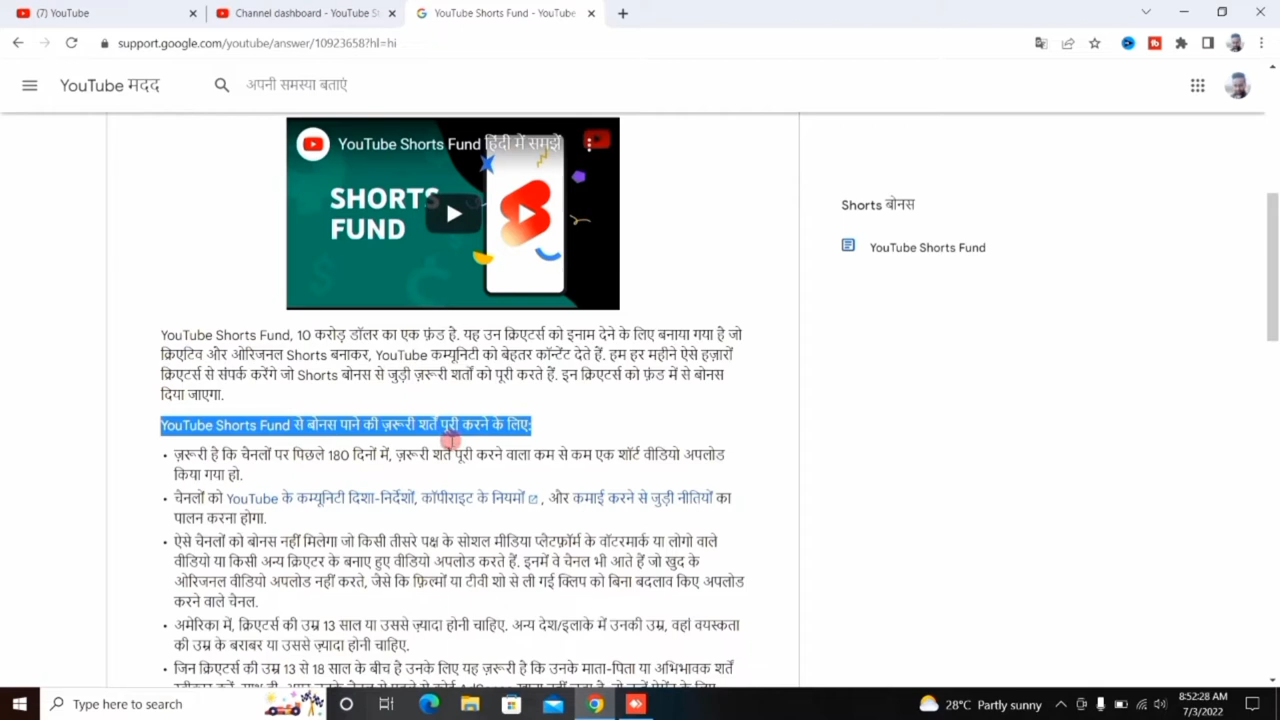 (7) YouTube
Channel dashboard - YouTube St
YouTube Shorts Fund - YouTube
support.google.com/youtube/answer/10923658?hl=hi
YouTube मदद
अपनी समस्या बताएं
YouTube Shorts Fund हिंदी में समझें
SHORTS
FUND
Shorts बोनस
YouTube Shorts Fund
YouTube Shorts Fund, 10 करोड़ डॉलर का एक फ़ंड है. यह उन क्रिएटर्स को इनाम देने के लिए बनाया गया है जो
क्रिएटिव और ओरिजनल Shorts बनाकर, YouTube कम्यूनिटी को बेहतर कॉन्टेंट देते हैं. हम हर महीने ऐसे हज़ारों
क्रिएटर्स से संपर्क करेंगे जो Shorts बोनस से जुड़ी ज़रूरी शर्तों को पूरी करते हैं. इन क्रिएटर्स को फ़ंड में से बोनस
दिया जाएगा.
YouTube Shorts Fund से बोनस पाने की ज़रूरी शर्तें पूरी करने के लिए:
• ज़रूरी है कि चैनलों पर पिछले 180 दिनों में, ज़रूरी शर्तें पूरी करने वाला कम से कम एक शॉर्ट वीडियो अपलोड
किया गया हो.
• चैनलों को YouTube के कम्यूनिटी दिशा-निर्देशों, कॉपीराइट के नियमों , और कमाई करने से जुड़ी नीतियों का
पालन करना होगा.
• ऐसे चैनलों को बोनस नहीं मिलेगा जो किसी तीसरे पक्ष के सोशल मीडिया प्लैटफ़ॉर्म के वॉटरमार्क या लोगो वाले
वीडियो या किसी अन्य क्रिएटर के बनाए हुए वीडियो अपलोड करते हैं. इनमें वे चैनल भी आते हैं जो खुद के
ओरिजनल वीडियो अपलोड नहीं करते, जैसे कि फ़िल्मों या टीवी शो से ली गई क्लिप को बिना बदलाव किए अपलोड
करने वाले चैनल.
• अमेरिका में, क्रिएटर्स की उम्र 13 साल या उससे ज़्यादा होनी चाहिए. अन्य देश/इलाके में उनकी उम्र, वहां वयस्कता
की उम्र के बराबर या उससे ज़्यादा होनी चाहिए.
• जिन क्रिएटर्स की उम्र 13 से 18 साल के बीच है उनके लिए यह ज़रूरी है कि उनके माता-पिता या अभिभावक शर्तें
Type here to search
28°C Partly sunny
8:52:28 AM
7/3/2022